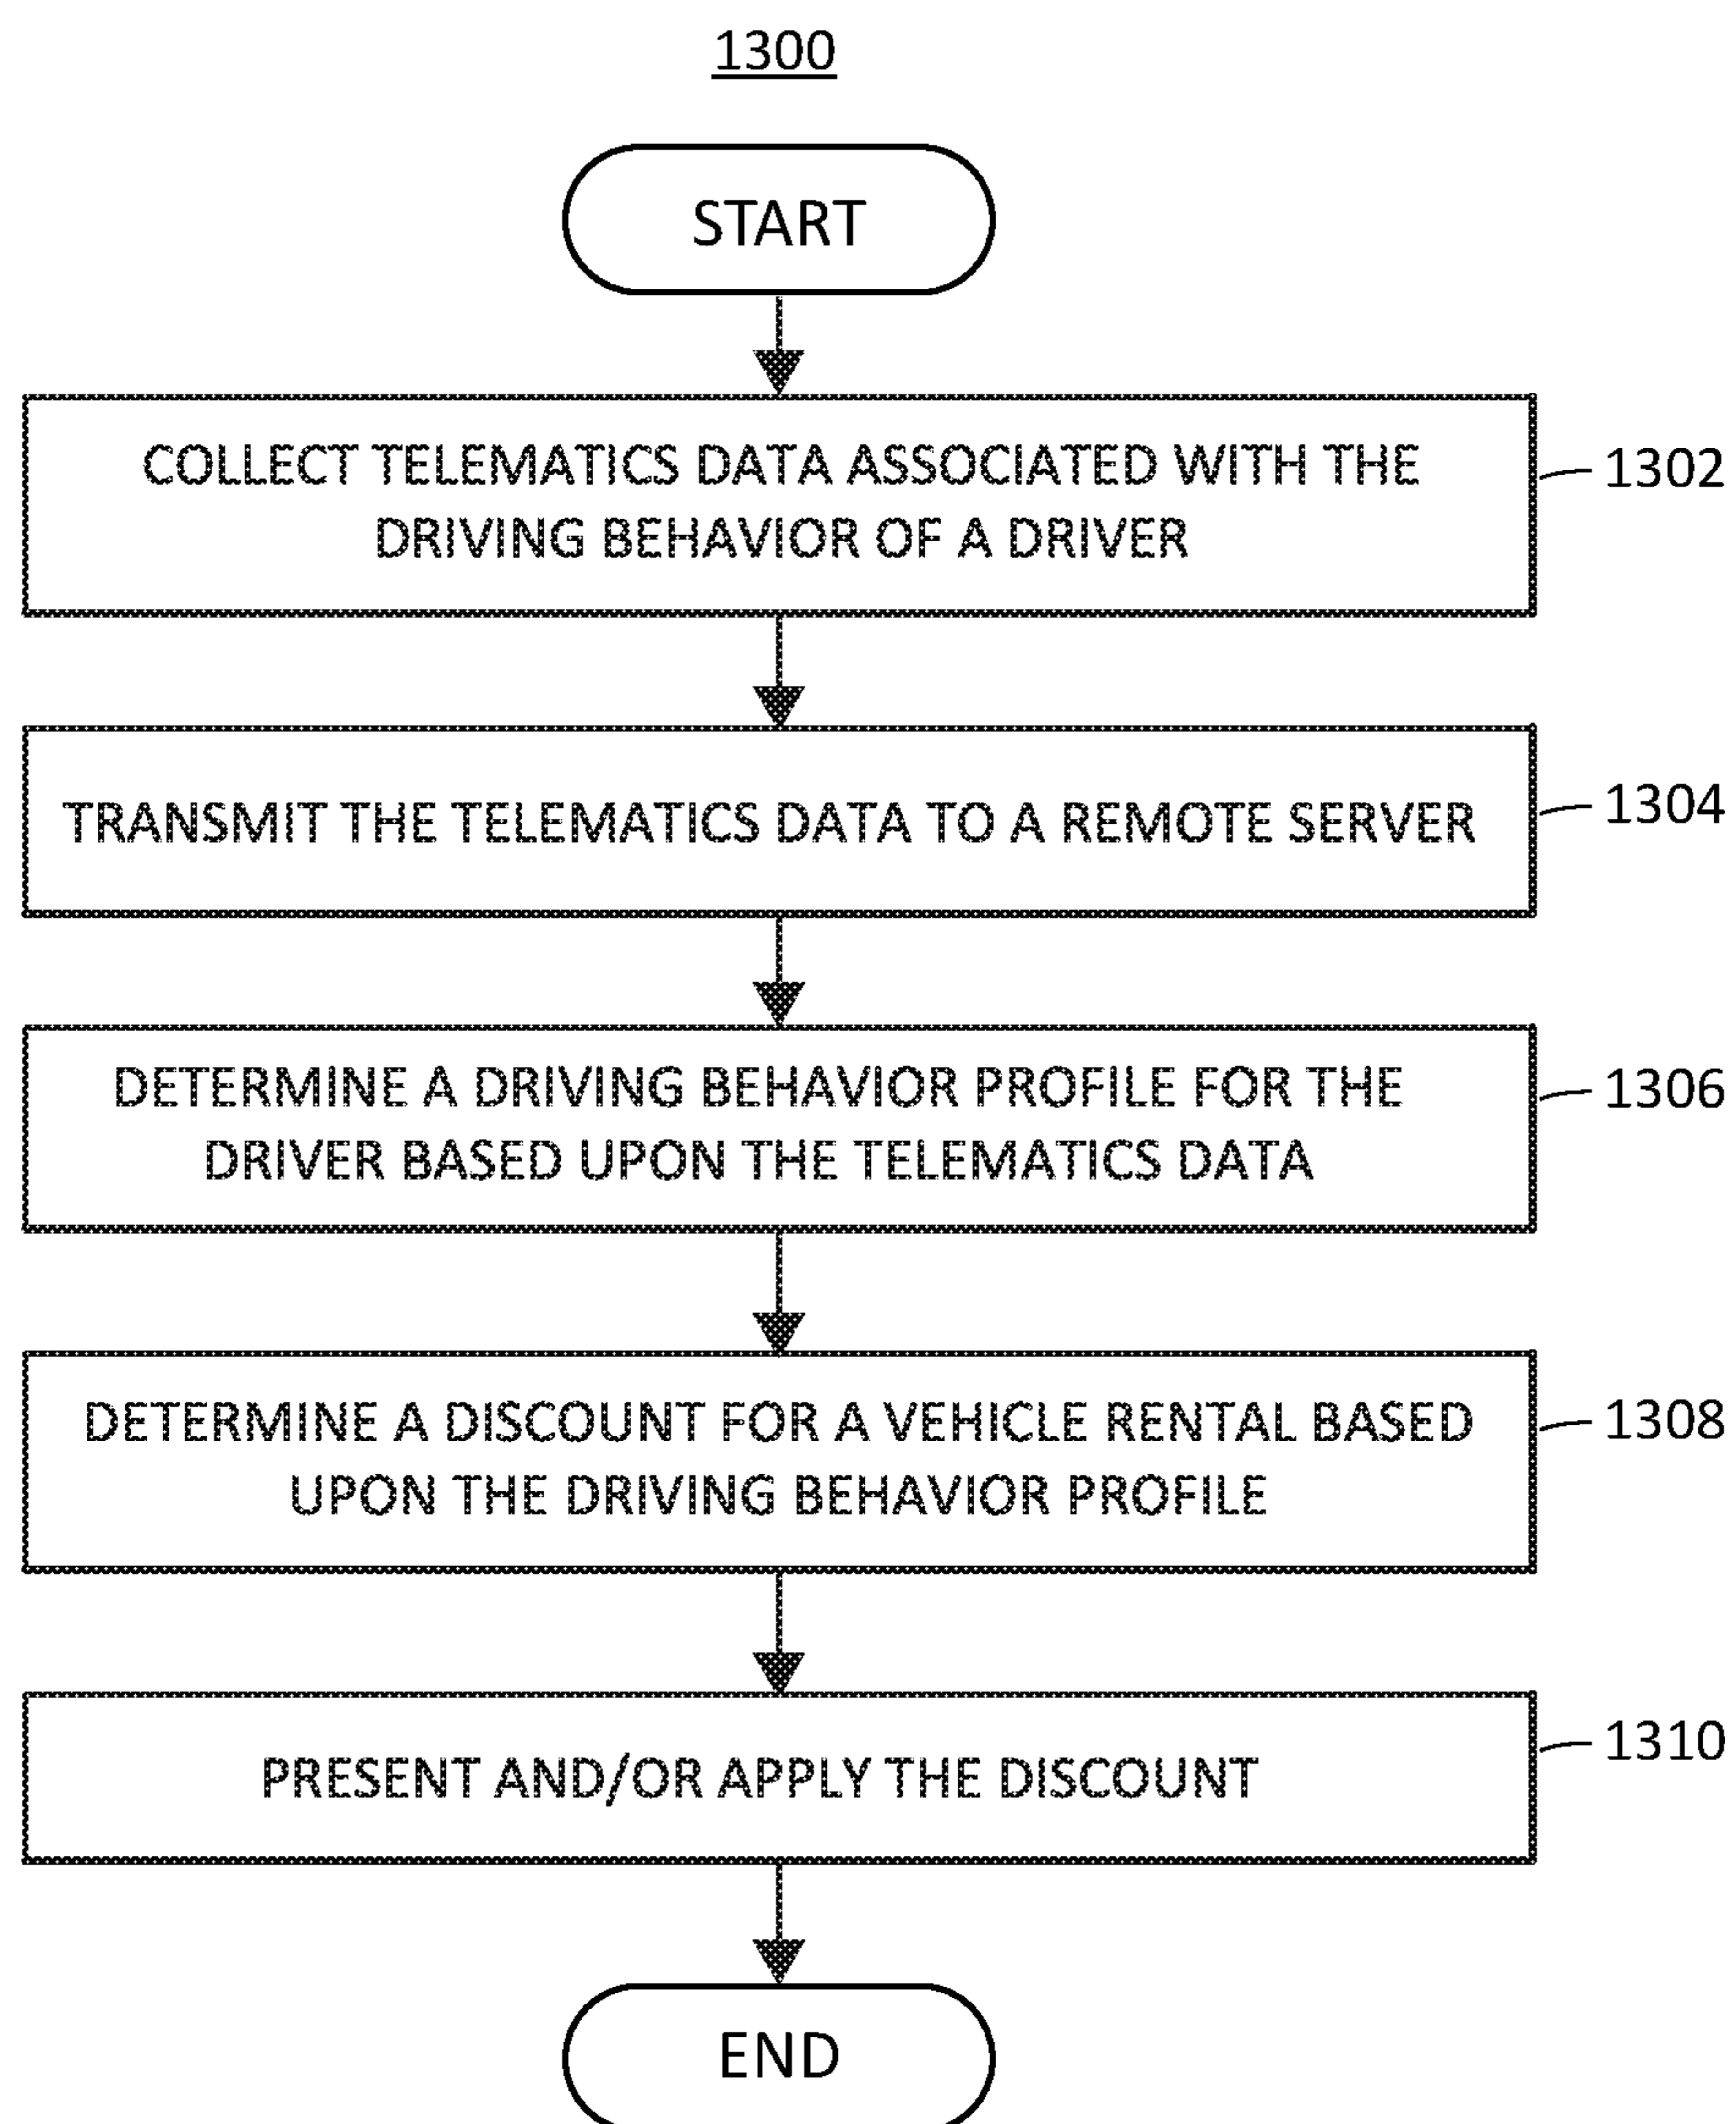 1300
START
COLLECT TELEMATICS DATA ASSOCIATED WITH THE
DRIVING BEHAVIOR OF A DRIVER
1302
TRANSMIT THE TELEMATICS DATA TO A REMOTE SERVER
1304
DETERMINE A DRIVING BEHAVIOR PROFILE FOR THE
DRIVER BASED UPON THE TELEMATICS DATA
1306
DETERMINE A DISCOUNT FOR A VEHICLE RENTAL BASED
UPON THE DRIVING BEHAVIOR PROFILE
1308
PRESENT AND/OR APPLY THE DISCOUNT
1310
END